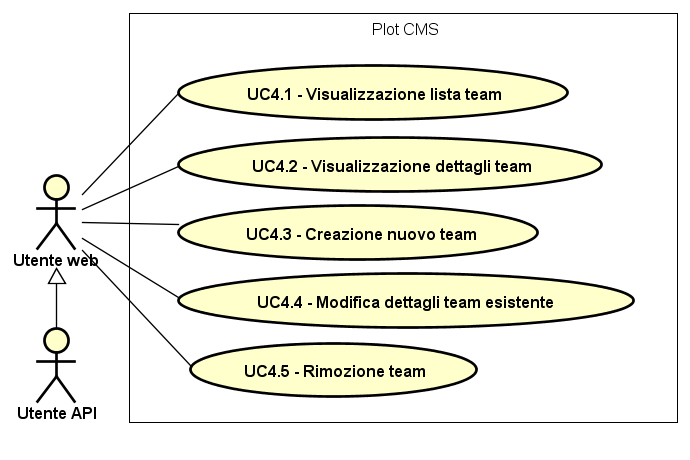 Plot CMS
UC4.1 - Visualizzazione lista team
UC4.2 - Visualizzazione dettagli team
UC4.3 - Creazione nuovo team
Utente web
UC4.4 - Modifica dettagli team esistente
UC4.5 - Rimozione team
Utente API